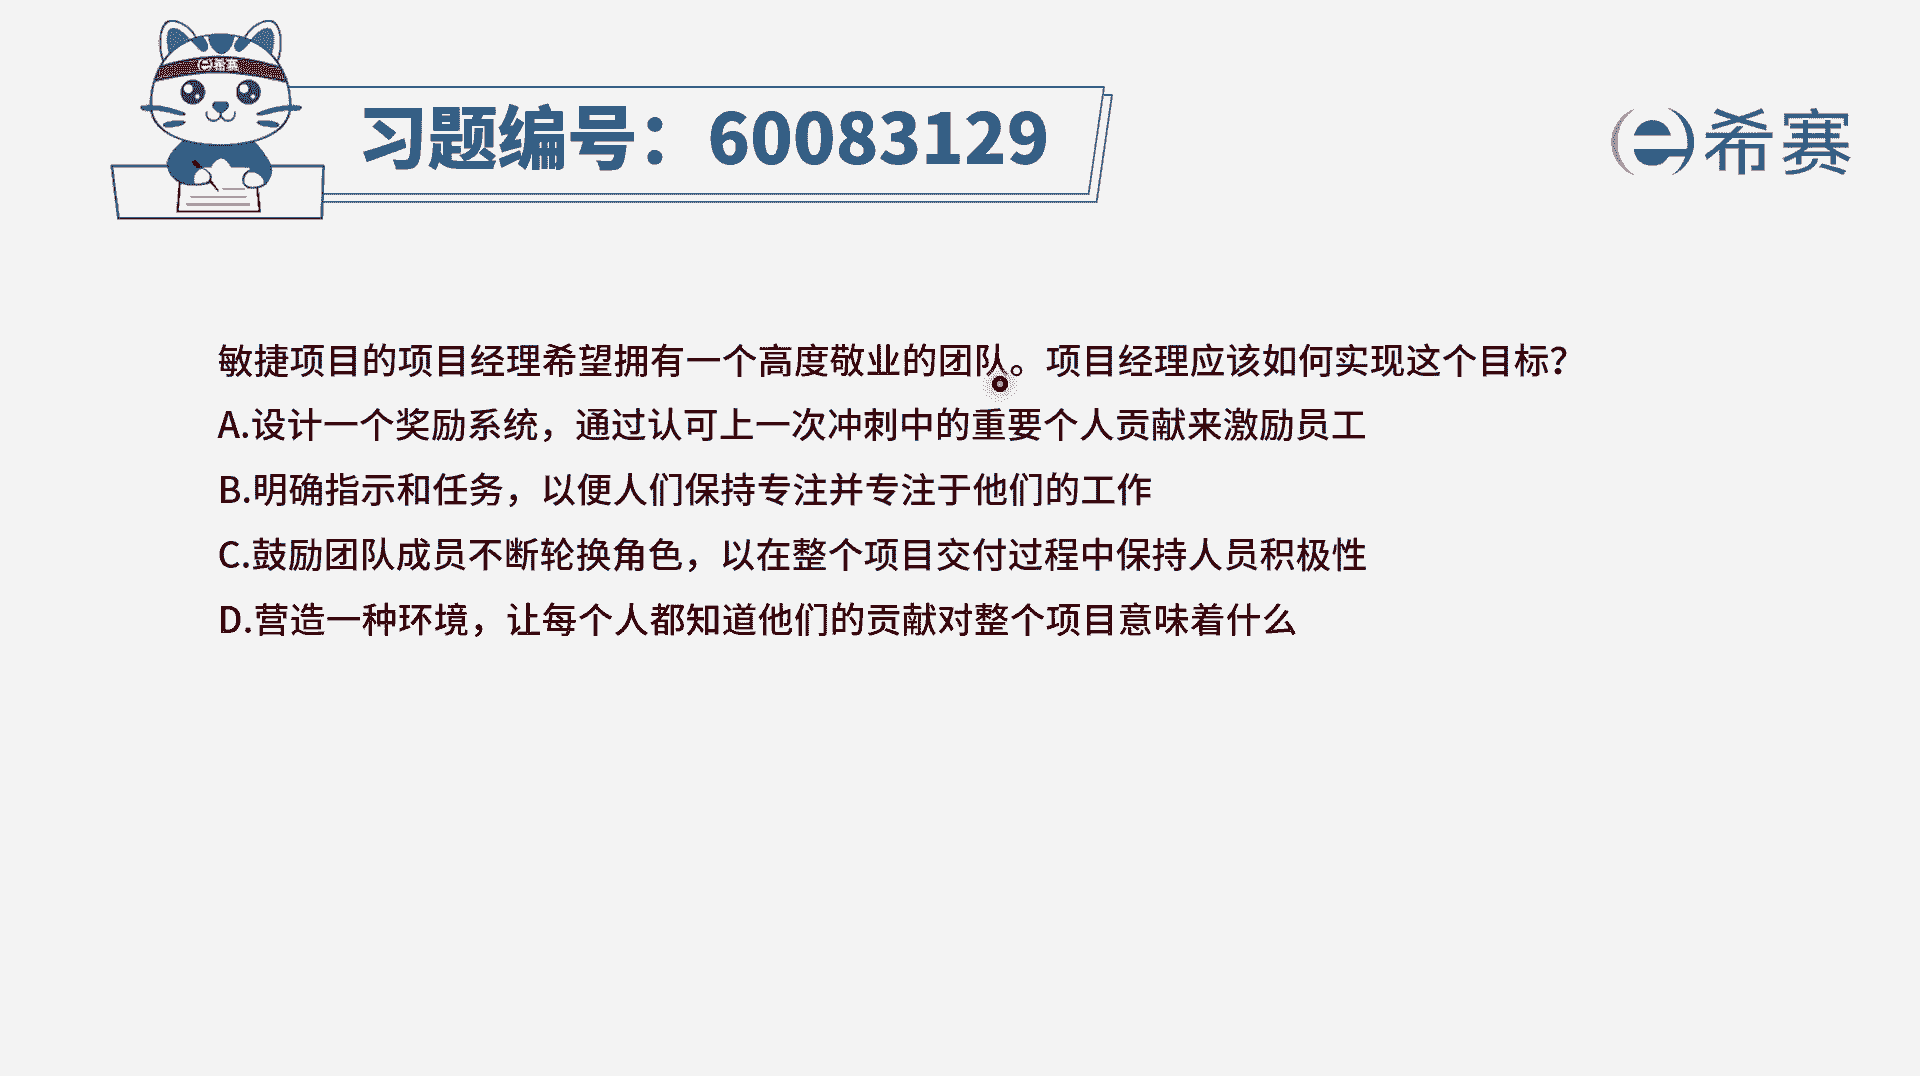 希赛
习题编号：60083129
希赛
敏捷项目的项目经理希望拥有一个高度敬业的团队。项目经理应该如何实现这个目标？
A.设计一个奖励系统，通过认可上一次冲刺中的重要个人贡献来激励员工
B.明确指示和任务，以便人们保持专注并专注于他们的工作
C.鼓励团队成员不断轮换角色，以在整个项目交付过程中保持人员积极性
D.营造一种环境，让每个人都知道他们的贡献对整个项目意味着什么